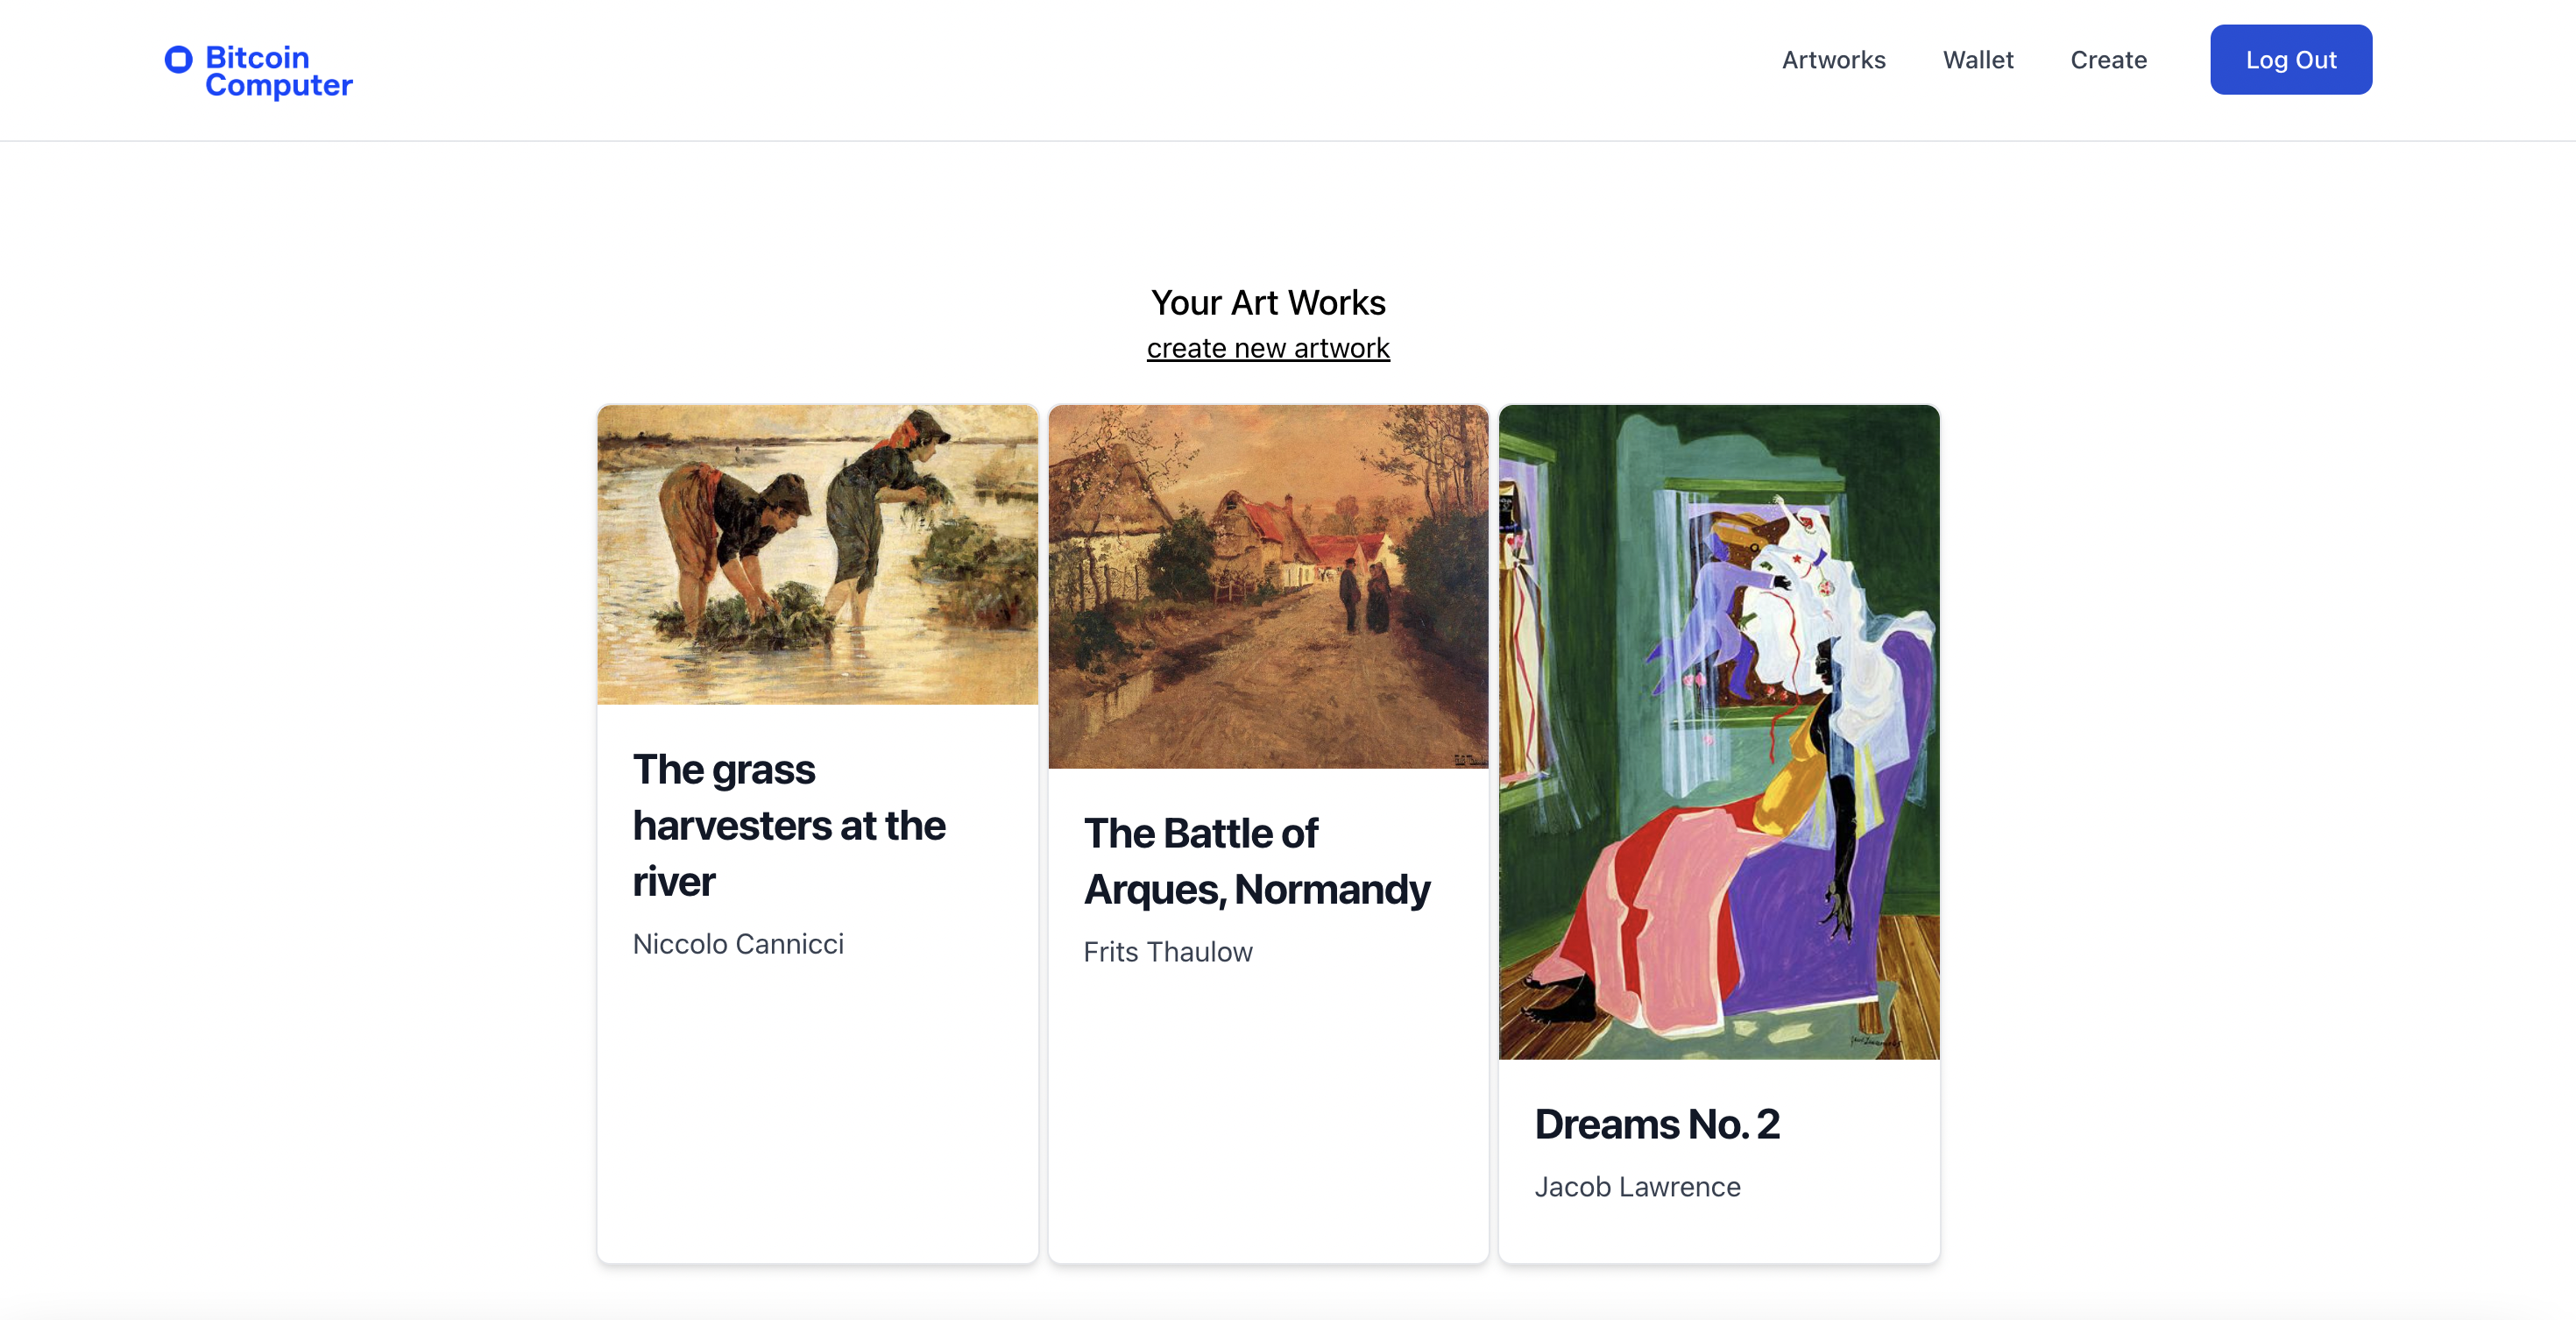 Bitcoin
Computer
Artworks
Wallet
Create
Log Out
Your Art Works
create new artwork
The grass
harvesters at the
river
Niccolo Cannicci
The Battle of
Arques, Normandy
Frits Thaulow
Dreams No. 2
Jacob Lawrence